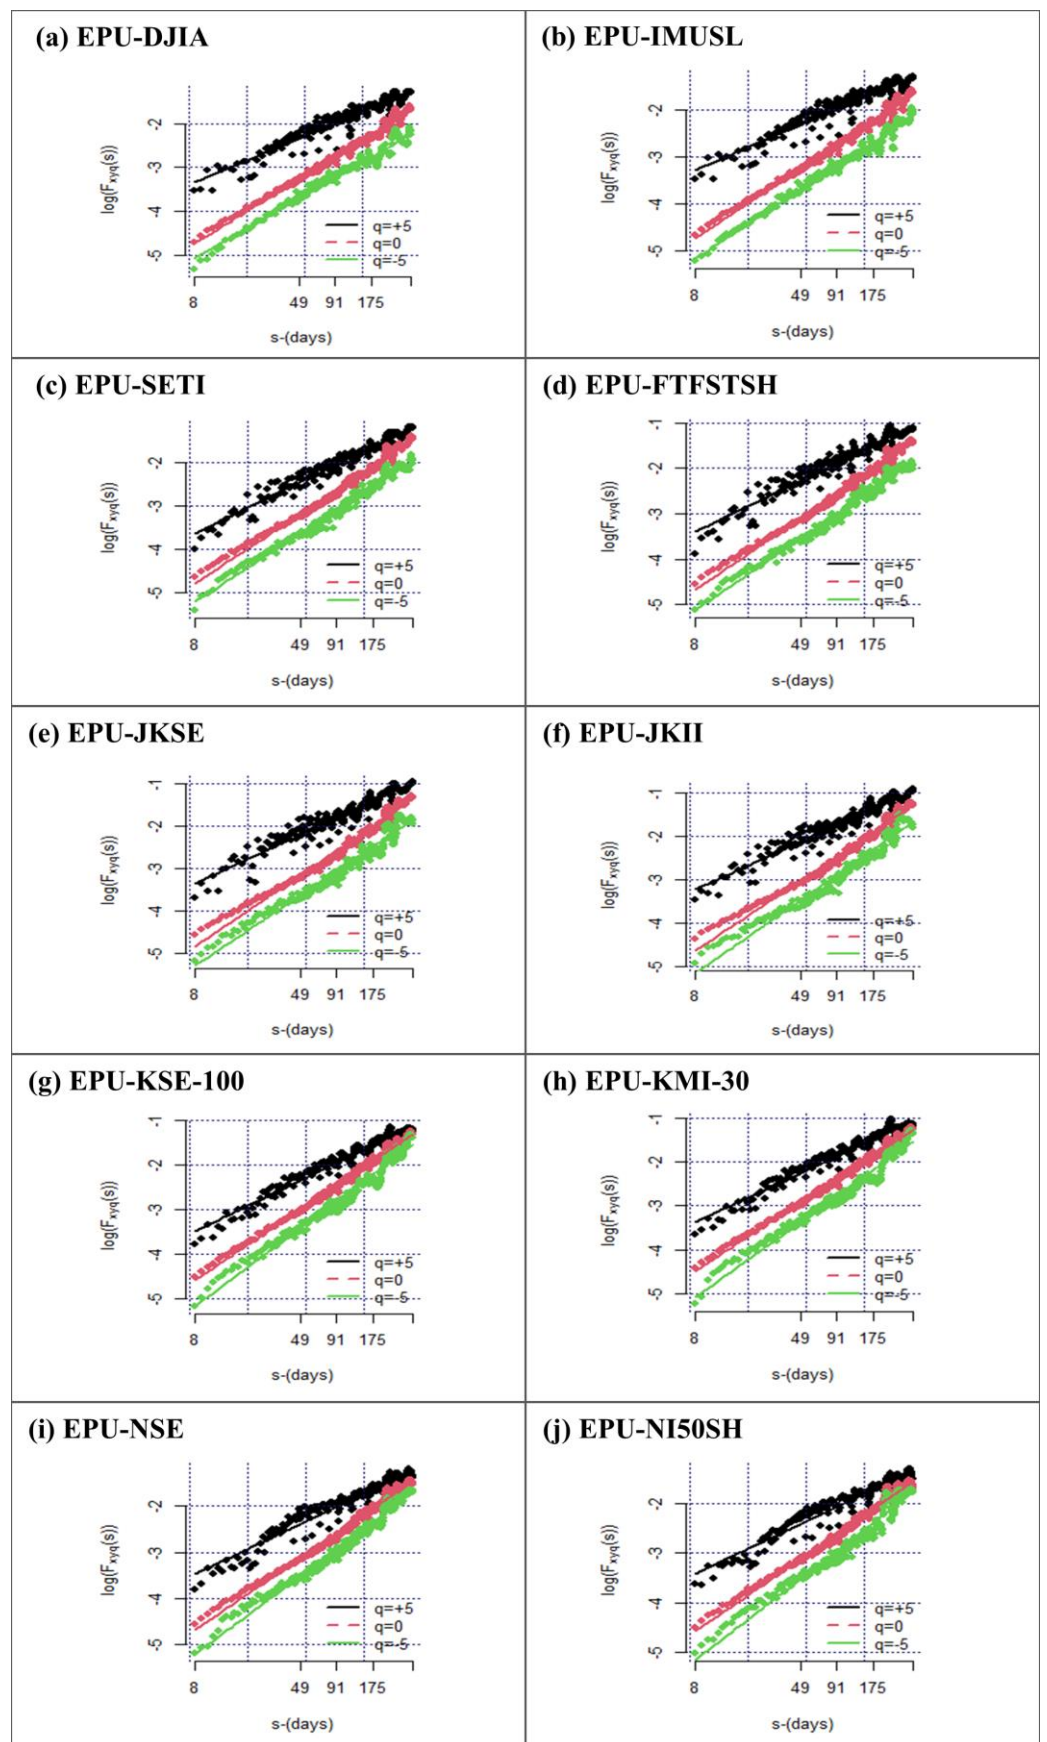 (a) EPU-DJIA
log(Fxyq(s))
-2
-3
-4
-5
q=+5
q=0
q=-5
8 49 91 175
s-(days)
(b) EPU-IMUSL
log(Fxyq(s))
-2
-3
-4
-5
q=+5
q=0
q=-5
8 49 91 175
s-(days)
(c) EPU-SETI
log(Fxyq(s))
-2
-3
-4
-5
q=+5
q=0
q=-5
8 49 91 175
s-(days)
(d) EPU-FTFSTSH
log(Fxyq(s))
-1
-2
-3
-4
-5
q=+5
q=0
q=-5
8 49 91 175
s-(days)
(e) EPU-JKSE
log(Fxyq(s))
-1
-2
-3
-4
-5
q=+5
q=0
q=-5
8 49 91 175
s-(days)
(f) EPU-JKII
log(Fxyq(s))
-1
-2
-3
-4
-5
q=+5
q=0
q=-5
8 49 91 175
s-(days)
(g) EPU-KSE-100
log(Fxyq(s))
-1
-2
-3
-4
-5
q=+5
q=0
q=-5
8 49 91 175
s-(days)
(h) EPU-KMI-30
log(Fxyq(s))
-1
-2
-3
-4
-5
q=+5
q=0
q=-5
8 49 91 175
s-(days)
(i) EPU-NSE
log(Fxyq(s))
-2
-3
-4
-5
q=+5
q=0
q=-5
8 49 91 175
s-(days)
(j) EPU-NI50SH
log(Fxyq(s))
-2
-3
-4
-5
q=+5
q=0
q=-5
8 49 91 175
s-(days)